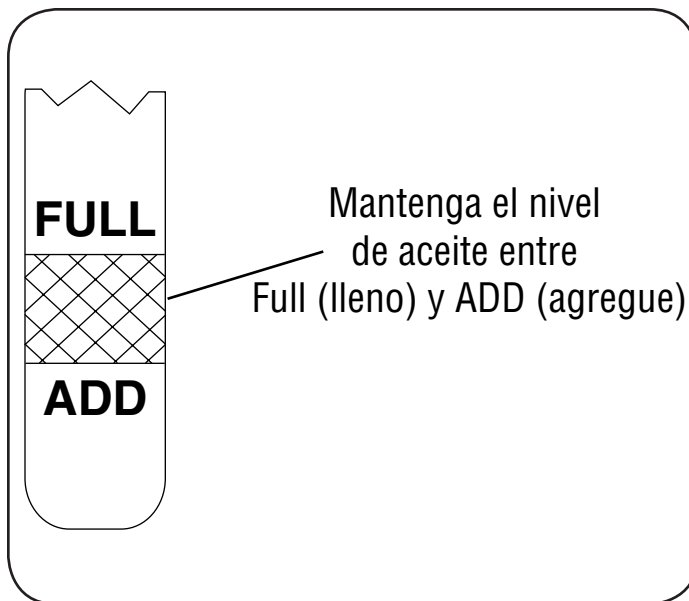 FULL
ADD
Mantenga el nivel
de aceite entre
Full (lleno) y ADD (agregue)